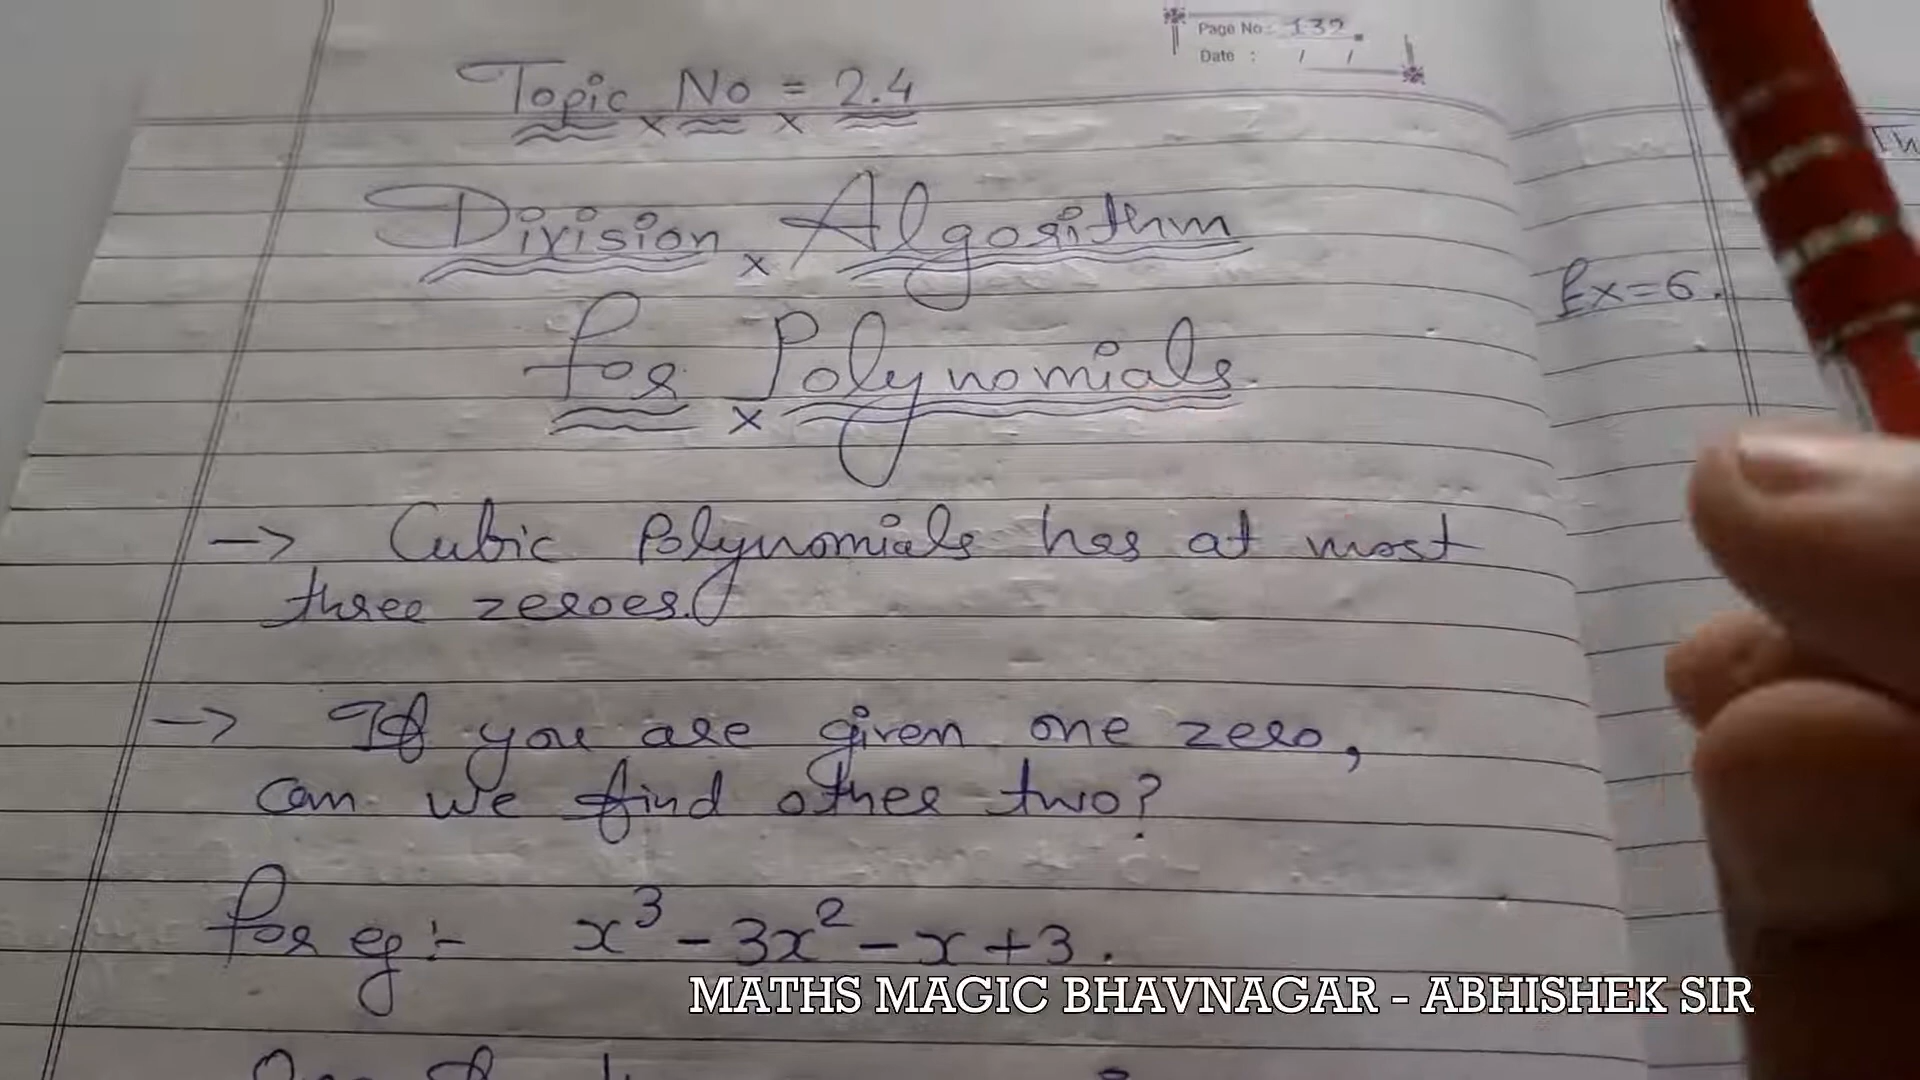 Page No: 132.
Date : / /
Topic No = 2.4
Division Algorithm
for Polynomials.
Ex=6.
→ Cubic Polynomials has at most
three zeroes.
→ If you are given one zero,
can we find other two?
for eg:- x³ - 3x² - x + 3.
MATHS MAGIC BHAVNAGAR - ABHISHEK SIR